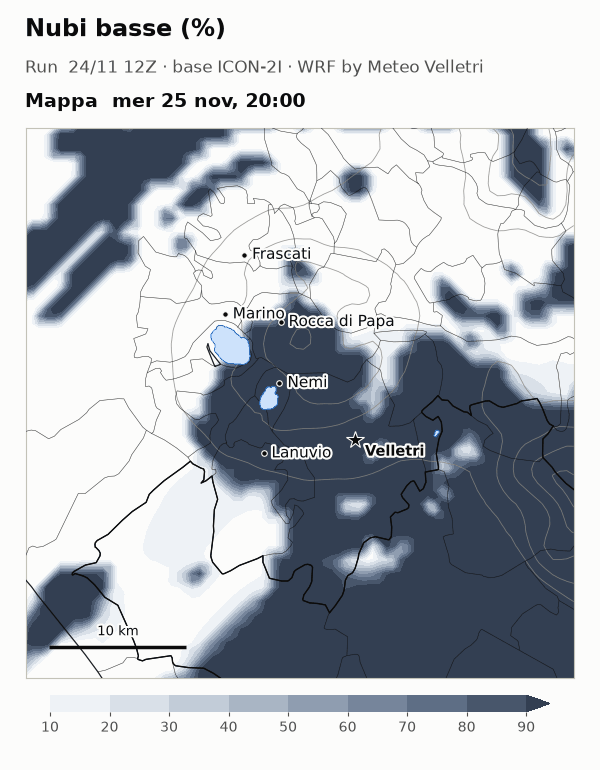 Nubi basse (%)
Run  24/11 12Z · base ICON-2I · WRF by Meteo Velletri
Mappa  mer 25 nov, 20:00
Frascati
Marino
Rocca di Papa
Nemi
Velletri
Lanuvio
10 km
10 20 30 40 50 60 70 80 90